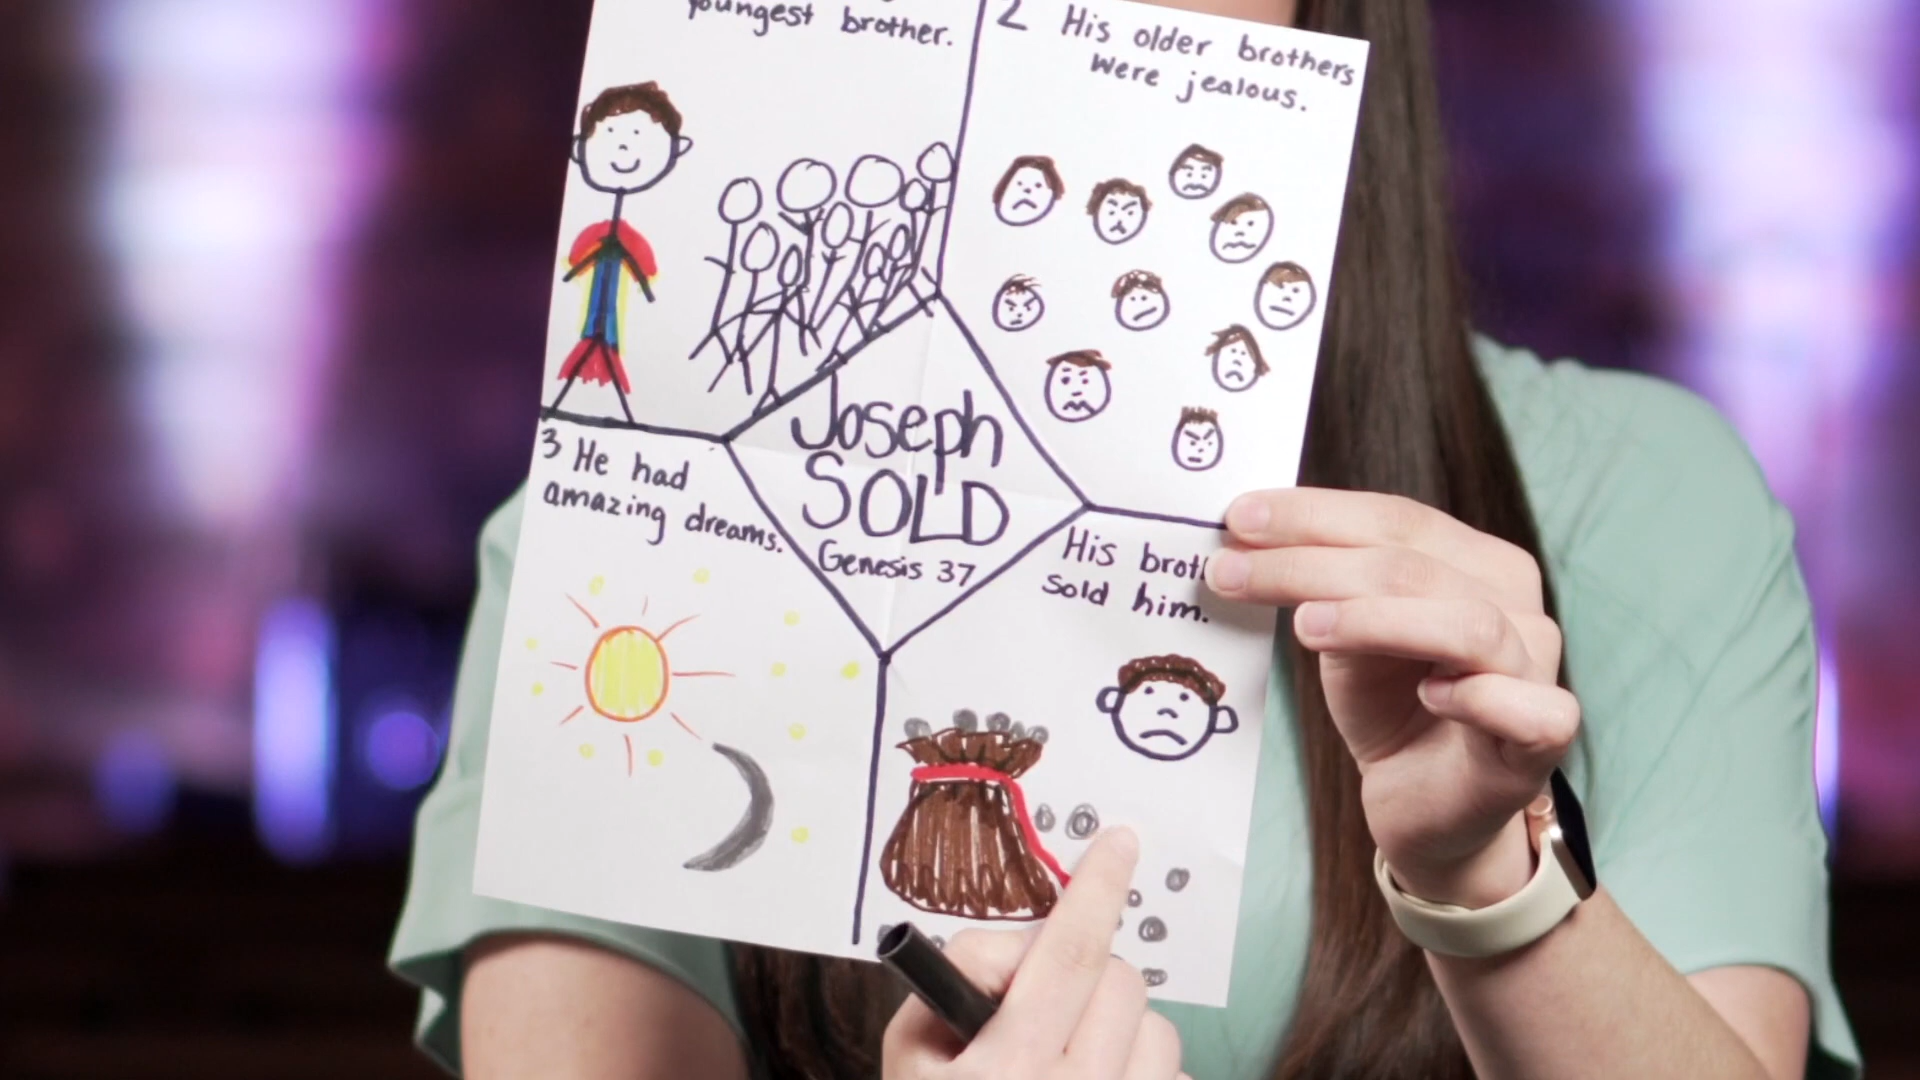 youngest brother.
2 His older brothers
were jealous.
Joseph
SOLD
Genesis 37
3 He had
amazing dreams.
His
sold him.